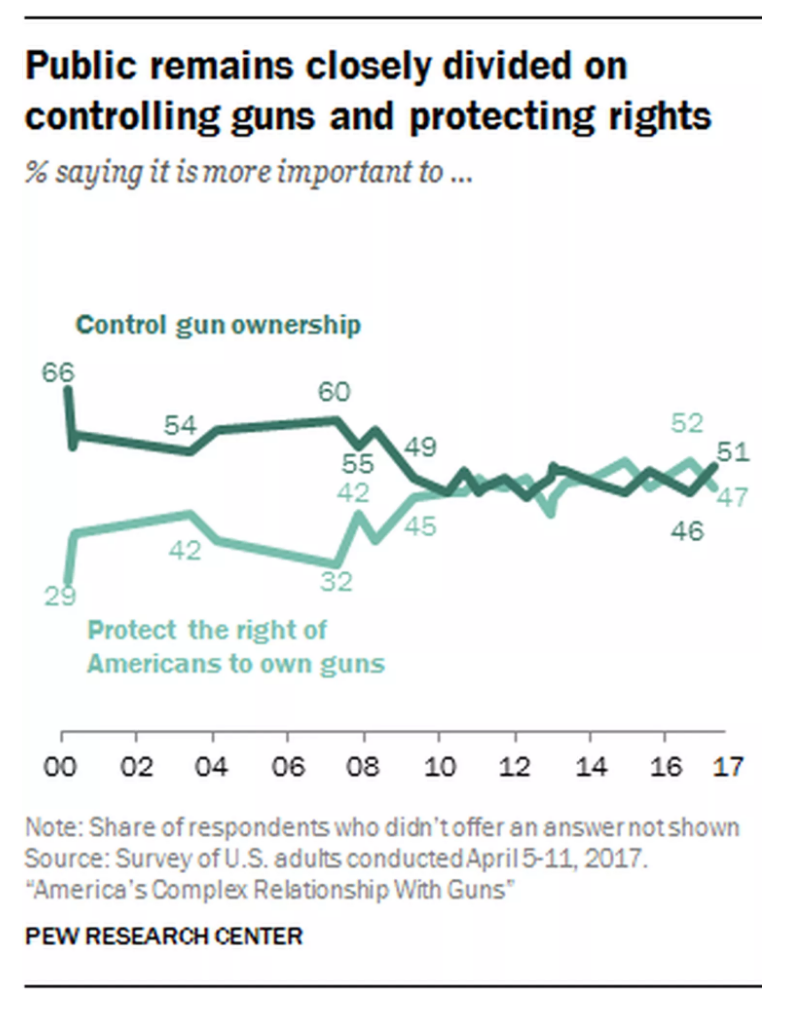 Public remains closely divided on
controlling guns and protecting rights
% saying it is more important to ...
Control gun ownership
66
60
54
49
55
42
52
51
47
45
46
42
32
29
Protect the right of
Americans to own guns
00 02 04 06 08 10 12 14 16 17
Note: Share of respondents who didn't offer an answer not shown
Source: Survey of U.S. adults conducted April 5-11, 2017.
“America's Complex Relationship With Guns”
PEW RESEARCH CENTER